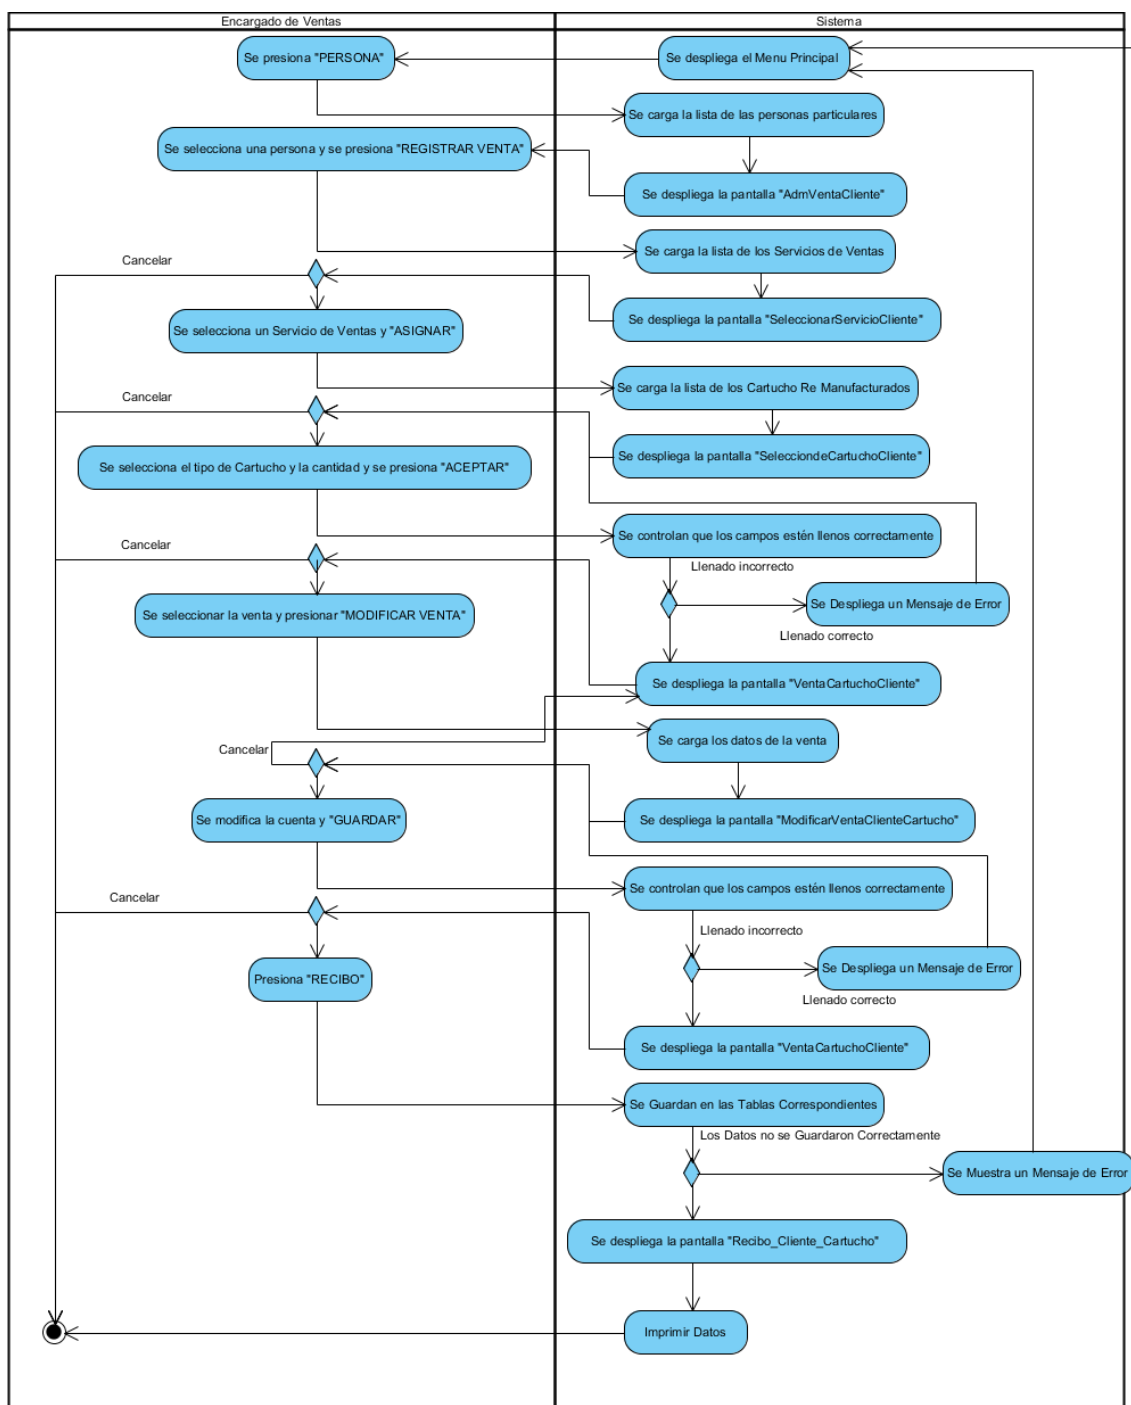 Encargado de Ventas
Sistema
Se presiona "PERSONA"
Se despliega el Menu Principal
Se carga la lista de las personas particulares
Se selecciona una persona y se presiona "REGISTRAR VENTA"
Se despliega la pantalla "AdmVentaCliente"
Se carga la lista de los Servicios de Ventas
Cancelar
Se despliega la pantalla "SeleccionarServicioCliente"
Se selecciona un Servicio de Ventas y "ASIGNAR"
Se carga la lista de los Cartucho Re Manufacturados
Cancelar
Se despliega la pantalla "SelecciondeCartuchoCliente"
Se selecciona el tipo de Cartucho y la cantidad y se presiona "ACEPTAR"
Se controlan que los campos estén llenos correctamente
Cancelar
Llenado incorrecto
Se Despliega un Mensaje de Error
Se seleccionar la venta y presionar "MODIFICAR VENTA"
Llenado correcto
Se despliega la pantalla "VentaCartuchoCliente"
Se carga los datos de la venta
Cancelar
Se despliega la pantalla "ModificarVentaClienteCartucho"
Se modifica la cuenta y "GUARDAR"
Se controlan que los campos estén llenos correctamente
Cancelar
Llenado incorrecto
Se Despliega un Mensaje de Error
Presiona "RECIBO"
Llenado correcto
Se despliega la pantalla "VentaCartuchoCliente"
Se Guardan en las Tablas Correspondientes
Los Datos no se Guardaron Correctamente
Se Muestra un Mensaje de Error
Se despliega la pantalla "Recibo_Cliente_Cartucho"
Imprimir Datos